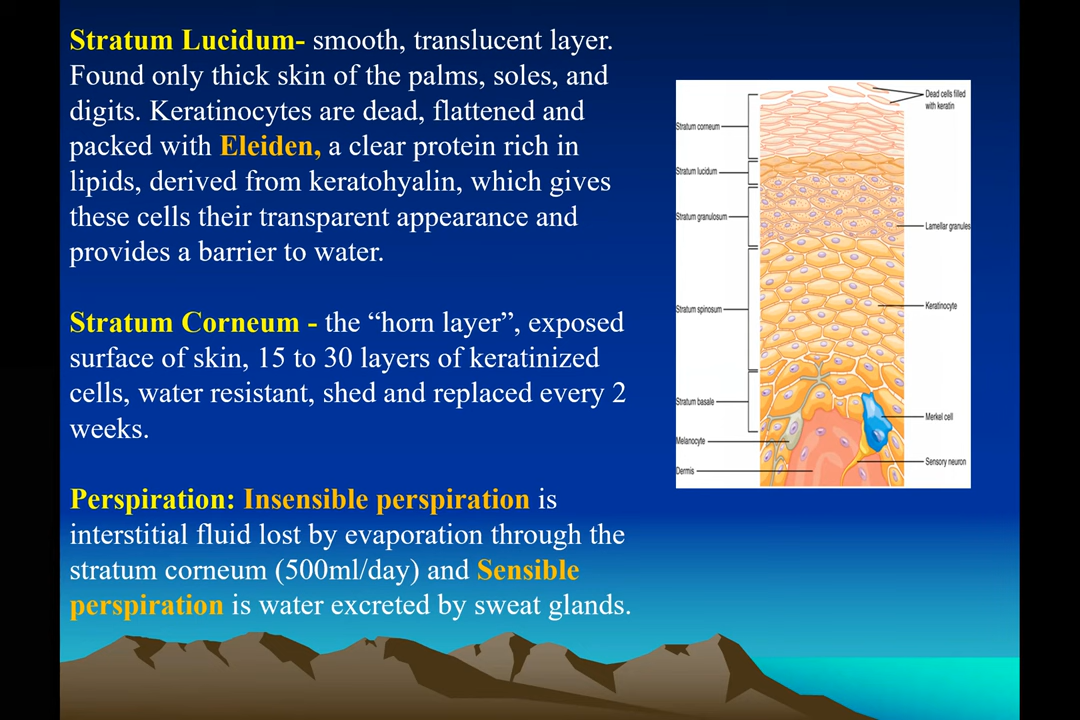 Stratum Lucidum- smooth, translucent layer.
Found only thick skin of the palms, soles, and
digits. Keratinocytes are dead, flattened and
packed with Eleiden, a clear protein rich in
lipids, derived from keratohyalin, which gives
these cells their transparent appearance and
provides a barrier to water.
Stratum Corneum - the “horn layer”, exposed
surface of skin, 15 to 30 layers of keratinized
cells, water resistant, shed and replaced every 2
weeks.
Perspiration: Insensible perspiration is
interstitial fluid lost by evaporation through the
stratum corneum (500ml/day) and Sensible
perspiration is water excreted by sweat glands.
Dead cells filled
with keratin
Stratum corneum
Stratum lucidum
Stratum granulosum
Lamellar granules
Stratum spinosum
Keratinocyte
Stratum basale
Merkel cell
Melanocyte
Sensory neuron
Dermis